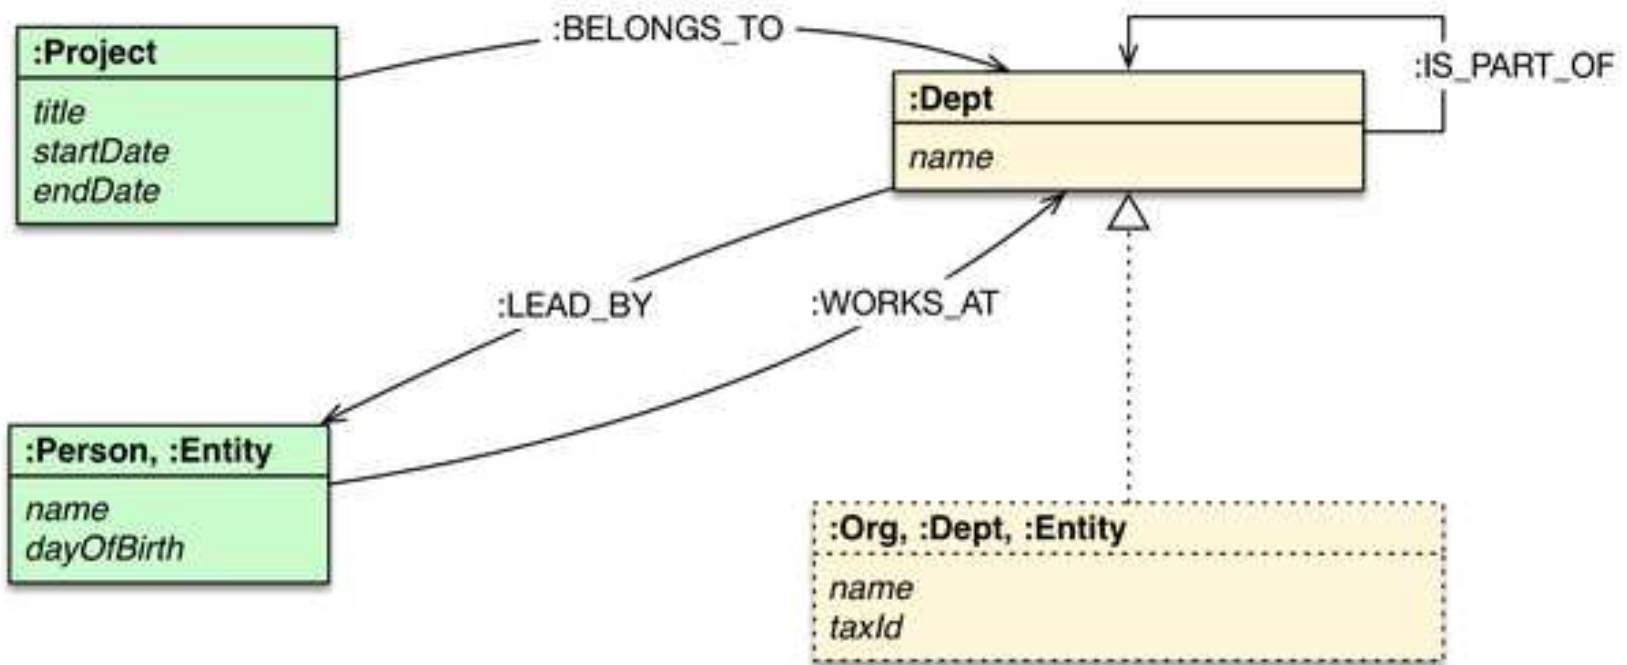 :Project
title
startDate
endDate
:BELONGS_TO
:Dept
name
:IS_PART_OF
:LEAD_BY
:WORKS_AT
:Person, :Entity
name
dayOfBirth
:Org, :Dept, :Entity
name
taxId